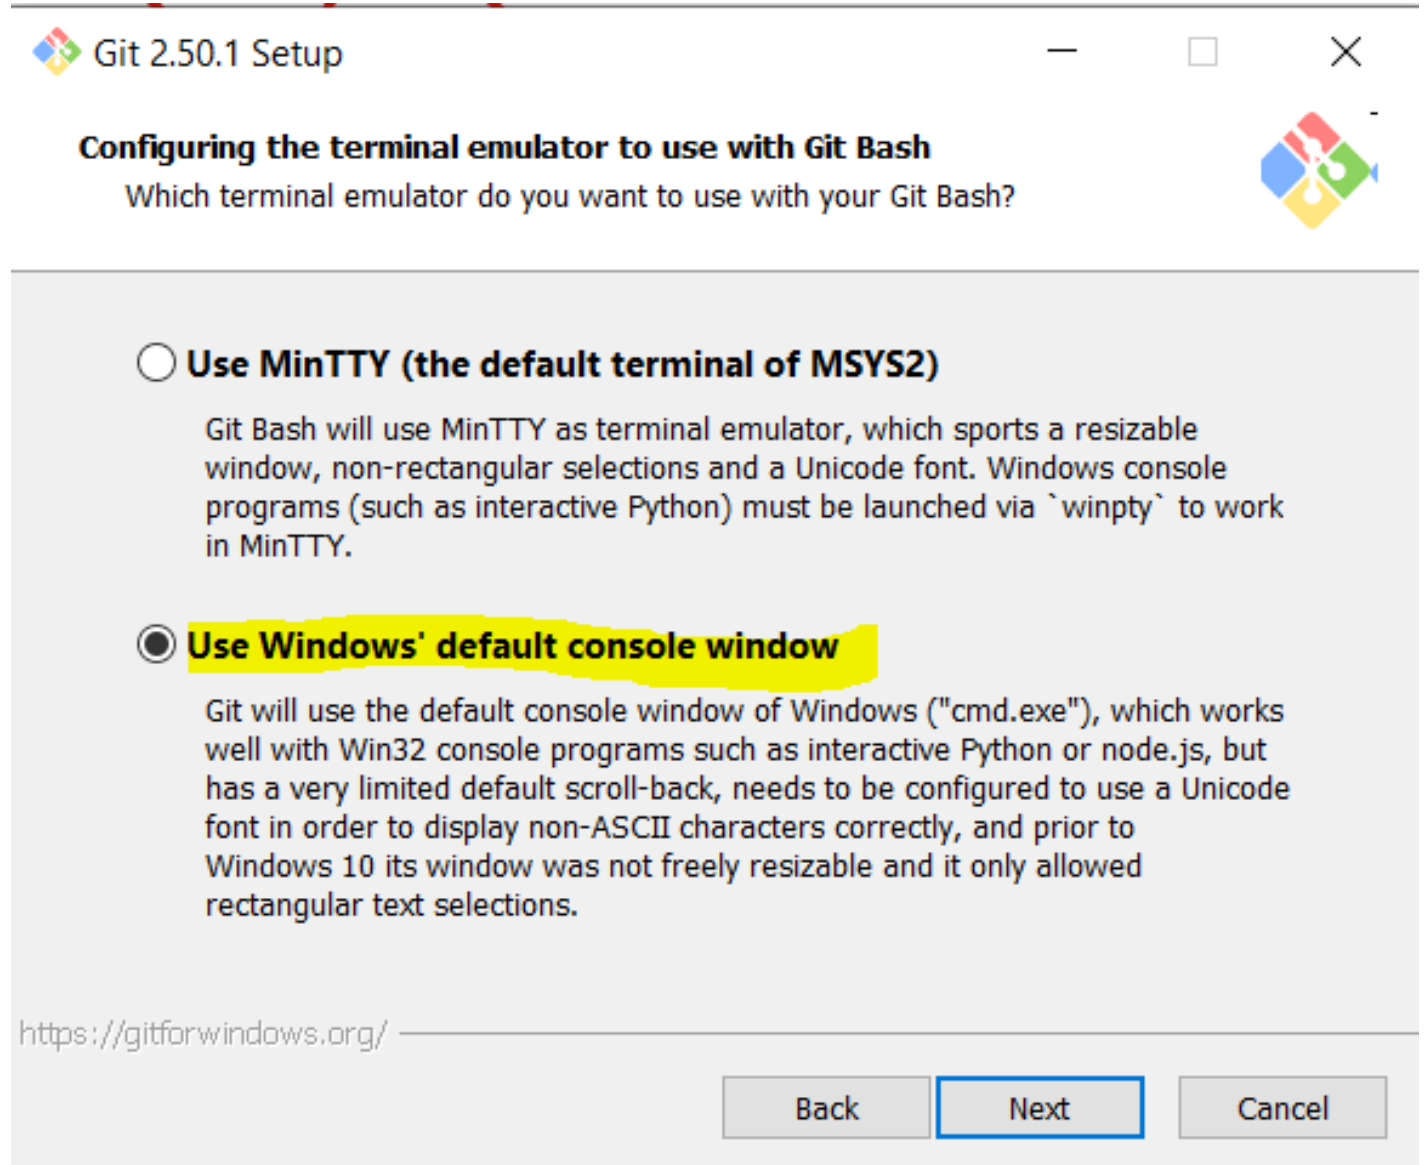 Git 2.50.1 Setup
Configuring the terminal emulator to use with Git Bash
Which terminal emulator do you want to use with your Git Bash?
Use MinTTY (the default terminal of MSYS2)
Git Bash will use MinTTY as terminal emulator, which sports a resizable
window, non-rectangular selections and a Unicode font. Windows console
programs (such as interactive Python) must be launched via `winpty` to work
in MinTTY.
Use Windows' default console window
Git will use the default console window of Windows ("cmd.exe"), which works
well with Win32 console programs such as interactive Python or node.js, but
has a very limited default scroll-back, needs to be configured to use a Unicode
font in order to display non-ASCII characters correctly, and prior to
Windows 10 its window was not freely resizable and it only allowed
rectangular text selections.
https://gitforwindows.org/
Back Next Cancel